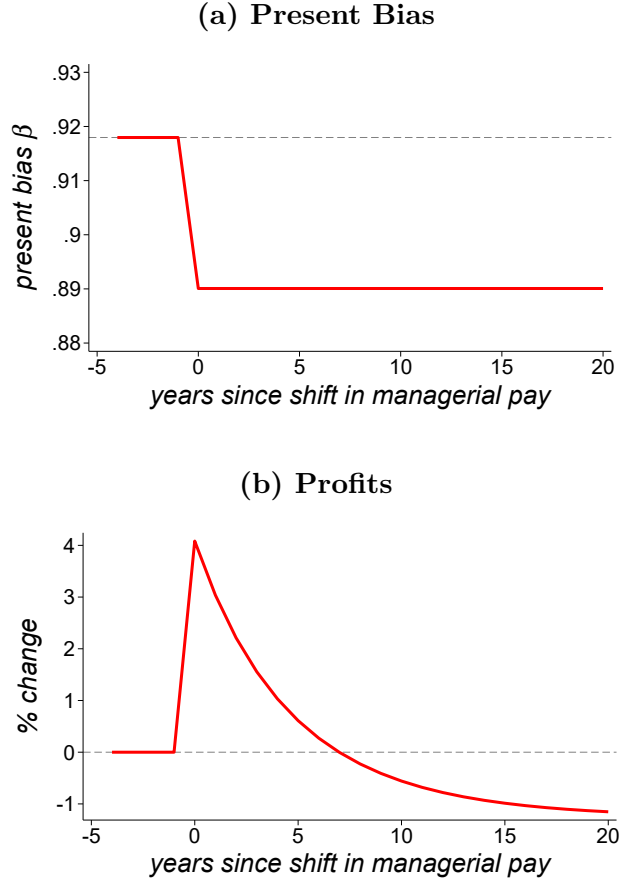 (a) Present Bias
present bias β
.93
.92
.91
.9
.89
.88
-5 0 5 10 15 20
years since shift in managerial pay
(b) Profits
% change
4
3
2
1
0
-1
-5 0 5 10 15 20
years since shift in managerial pay